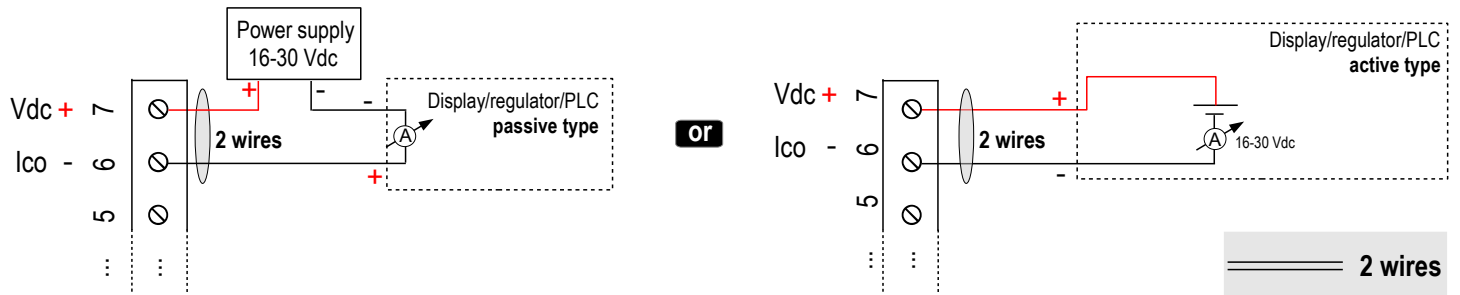 Power supply
16-30 Vdc
+
-
Vdc +
7
2 wires
-
Display/regulator/PLC
passive type
A
Ico -
6
+
5
...
...
or
Display/regulator/PLC
active type
Vdc +
7
+
2 wires
A
16-30 Vdc
Ico -
6
-
5
...
...
2 wires